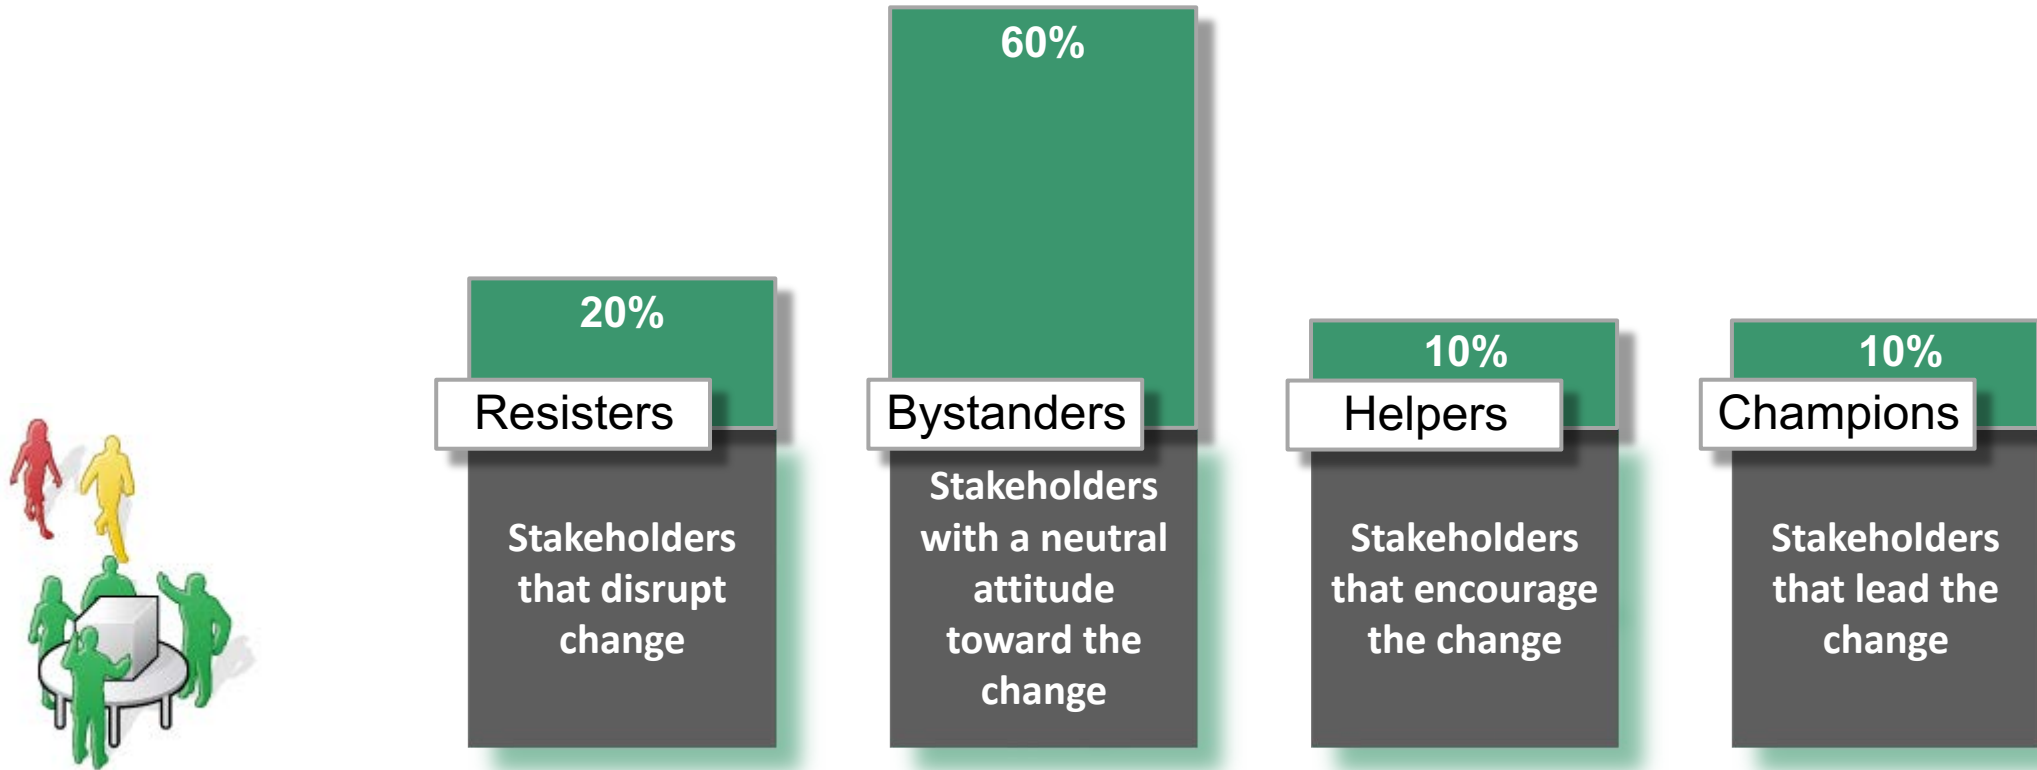 20%
Resisters
Stakeholders
that disrupt
change
60%
Bystanders
Stakeholders
with a neutral
attitude
toward the
change
10%
Helpers
Stakeholders
that encourage
the change
10%
Champions
Stakeholders
that lead the
change